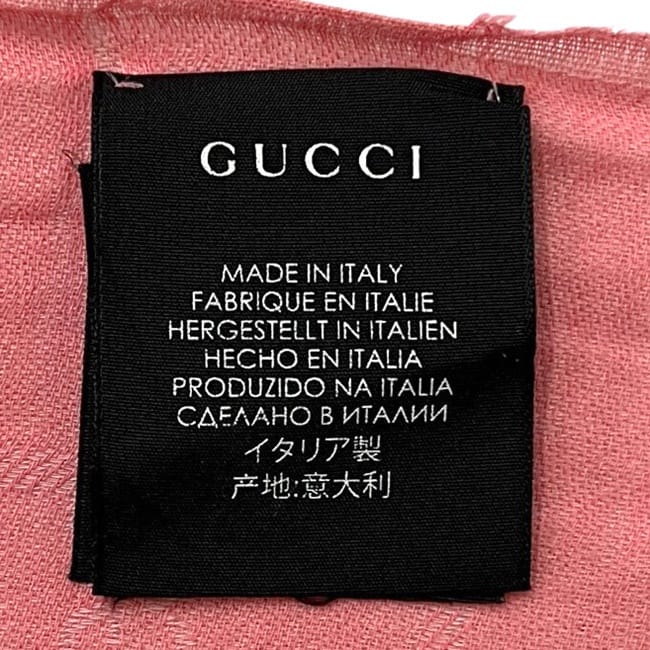 GUCCI
MADE IN ITALY
FABRIQUE EN ITALIE
HERGESTELLT IN ITALIEN
HECHO EN ITALIA
PRODUZIDO NA ITALIA
СДЕЛАНО В ИТАЛИИ
イタリア製
产地:意大利